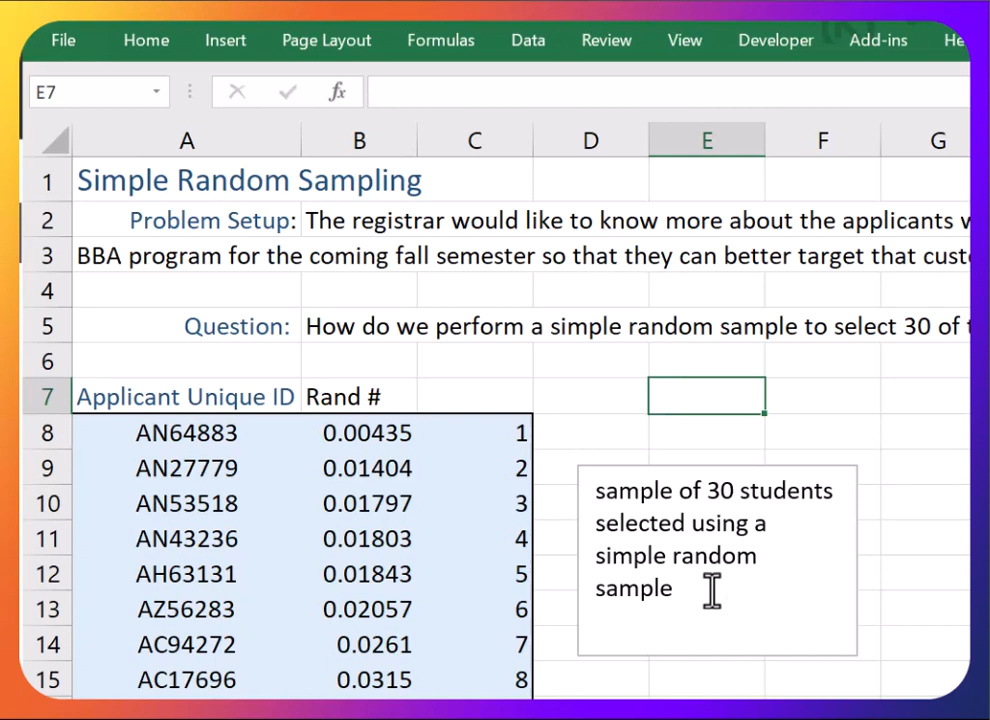 File Home Insert Page Layout Formulas Data Review View Developer Add-ins He
E7 fx
A B C D E F G
1 Simple Random Sampling
2 Problem Setup: The registrar would like to know more about the applicants w
3 BBA program for the coming fall semester so that they can better target that cust
4
5 Question: How do we perform a simple random sample to select 30 of t
6
7 Applicant Unique ID Rand #
8 AN64883 0.00435 1
9 AN27779 0.01404 2
10 AN53518 0.01797 3
11 AN43236 0.01803 4
12 AH63131 0.01843 5
13 AZ56283 0.02057 6
14 AC94272 0.0261 7
15 AC17696 0.0315 8
sample of 30 students
selected using a
simple random
sample